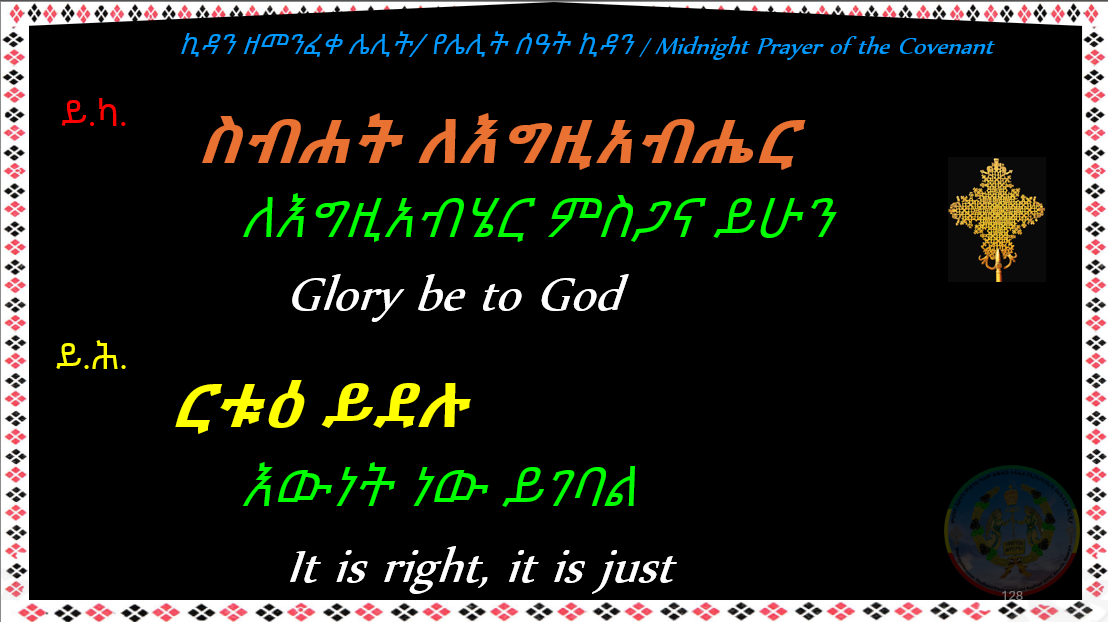 ኪዳን ዘመንፈቀ ሌሊት/ የሌሊት ሰዓት ኪዳን / Midnight Prayer of the Covenant
ይ.ካ.
ስብሐት ለእግዚአብሔር
ለእግዚአብሄር ምስጋና ይሁን
Glory be to God
ይ.ሕ.
ርቱዕ ይደሉ
እውነት ነው ይገባል
It is right, it is just
128